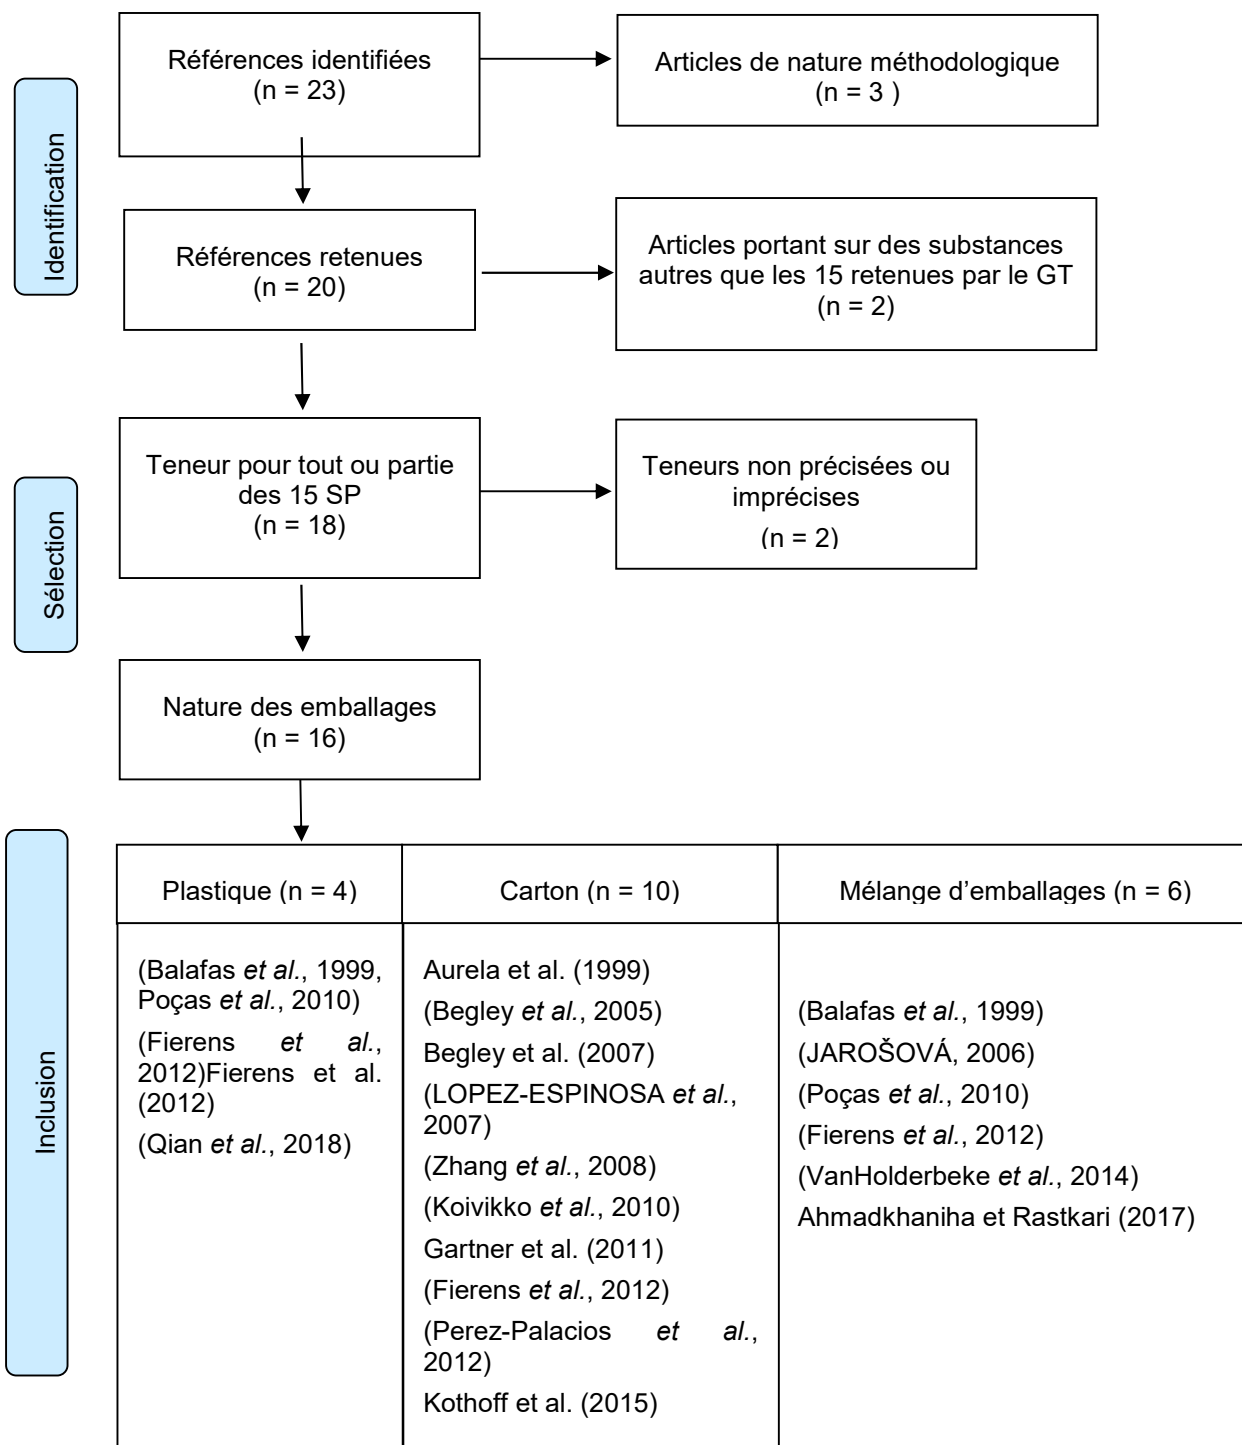 Identification
Références identifiées
(n = 23)
Articles de nature méthodologique
(n = 3 )
Références retenues
(n = 20)
Articles portant sur des substances
autres que les 15 retenues par le GT
(n = 2)
Sélection
Teneur pour tout ou partie
des 15 SP
(n = 18)
Teneurs non précisées ou
imprécises
(n = 2)
Nature des emballages
(n = 16)
Inclusion
Plastique (n = 4)
(Balafas et al., 1999,
Poças et al., 2010)
(Fierens et al.,
2012)Fierens et al.
(2012)
(Qian et al., 2018)
Carton (n = 10)
Aurela et al. (1999)
(Begley et al., 2005)
Begley et al. (2007)
(LOPEZ-ESPINOSA et al.,
2007)
(Zhang et al., 2008)
(Koivikko et al., 2010)
Gartner et al. (2011)
(Fierens et al., 2012)
(Perez-Palacios et al.,
2012)
Kothoff et al. (2015)
Mélange d’emballages (n = 6)
(Balafas et al., 1999)
(JAROŠOVÁ, 2006)
(Poças et al., 2010)
(Fierens et al., 2012)
(VanHolderbeke et al., 2014)
Ahmadkhaniha et Rastkari (2017)